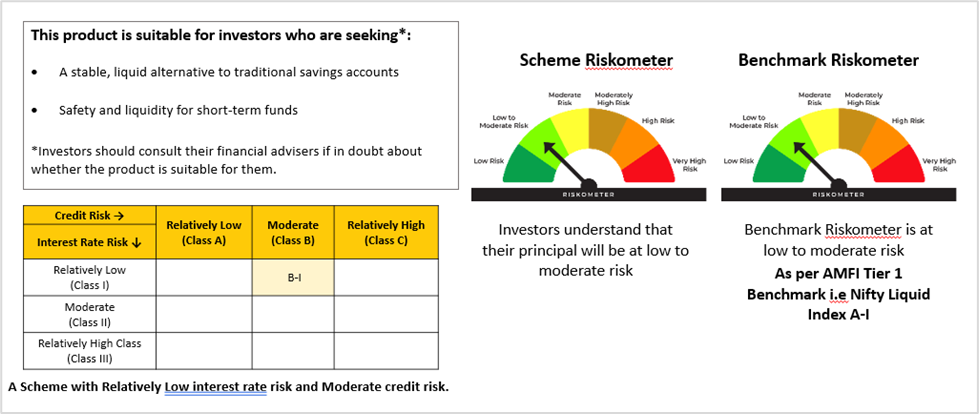 This product is suitable for investors who are seeking*:
• A stable, liquid alternative to traditional savings accounts
• Safety and liquidity for short-term funds
*Investors should consult their financial advisers if in doubt about
whether the product is suitable for them.
Credit Risk →
Interest Rate Risk ↓
Relatively Low
(Class A)
Moderate
(Class B)
Relatively High
(Class C)
Relatively Low
(Class I)
B-I
Moderate
(Class II)
Relatively High Class
(Class III)
A Scheme with Relatively Low interest rate risk and Moderate credit risk.
Scheme Riskometer
Low Risk
Low to
Moderate Risk
Moderate
Risk
Moderately
High Risk
High Risk
Very High
Risk
RISKOMETER
Investors understand that
their principal will be at low to
moderate risk
Benchmark Riskometer
Low Risk
Low to
Moderate Risk
Moderate
Risk
Moderately
High Risk
High Risk
Very High
Risk
RISKOMETER
Benchmark Riskometer is at
low to moderate risk
As per AMFI Tier 1
Benchmark i.e Nifty Liquid
Index A-I